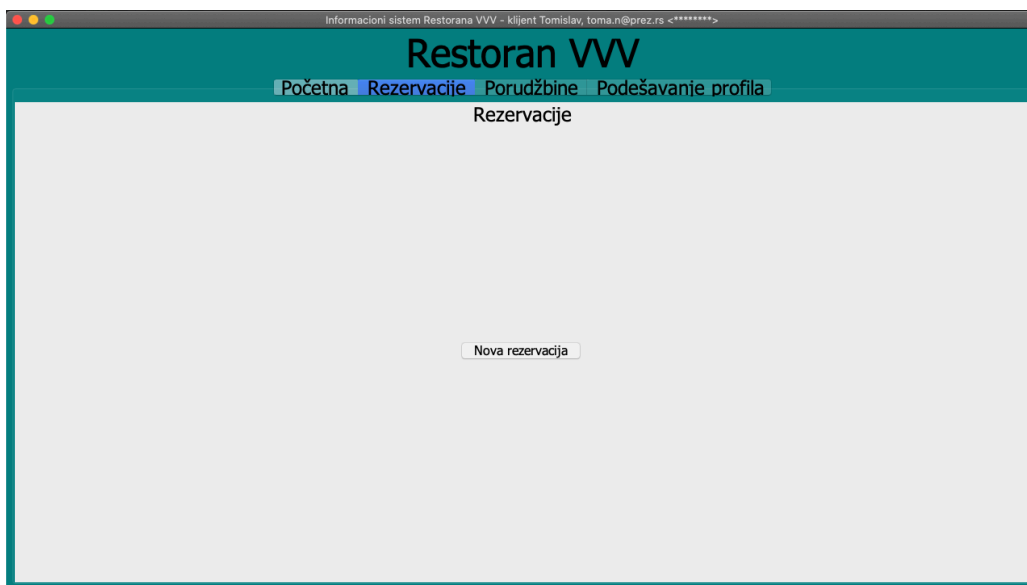 Informacioni sistem Restorana VVV - klijent Tomislav, toma.n@prez.rs <********>
Restoran VVV
Početna Rezervacije Porudžbine Podešavanje profila
Rezervacije
Nova rezervacija